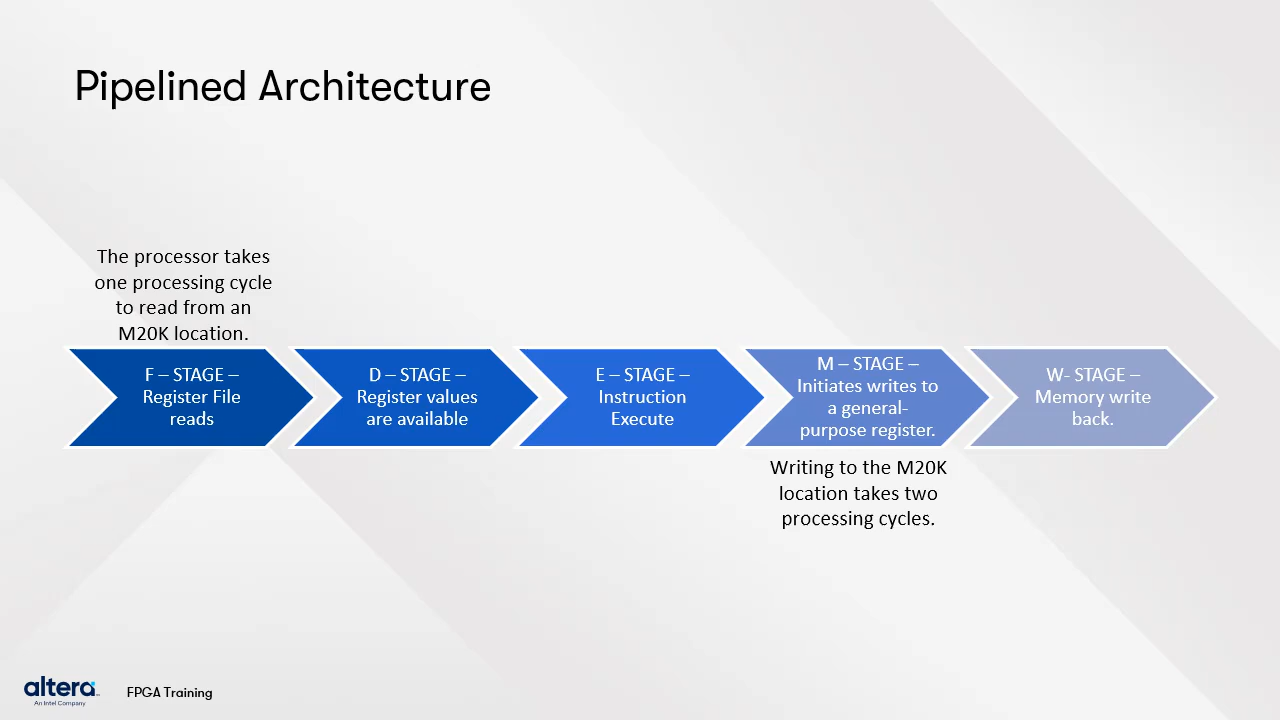 Pipelined Architecture
The processor takes
one processing cycle
to read from an
M20K location.
F – STAGE –
Register File
reads
D – STAGE –
Register values
are available
E – STAGE –
Instruction
Execute
M – STAGE –
Initiates writes to
a general-
purpose register.
W- STAGE –
Memory write
back.
Writing to the M20K
location takes two
processing cycles.
altera
An Intel Company
FPGA Training